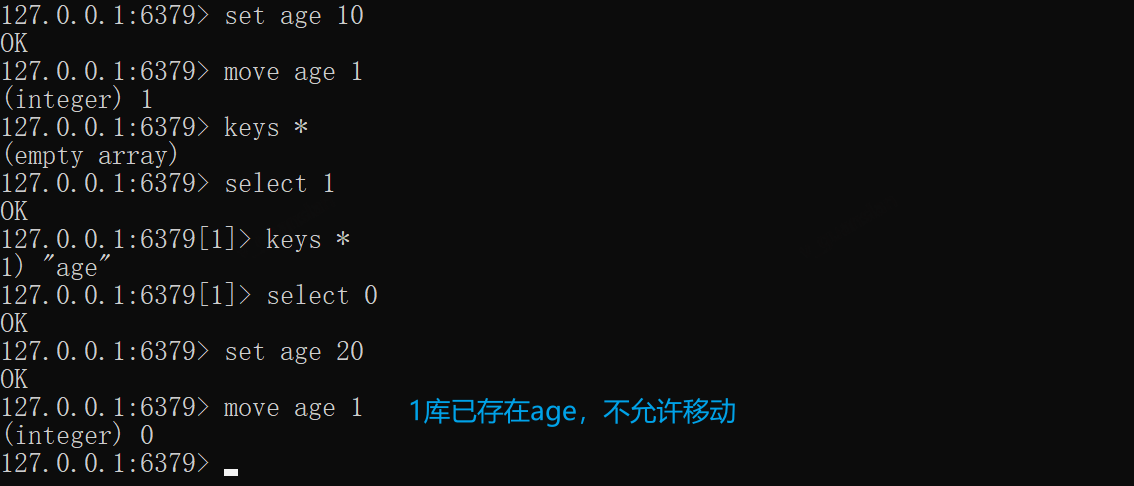 127.0.0.1:6379> set age 10
OK
127.0.0.1:6379> move age 1
(integer) 1
127.0.0.1:6379> keys *
(empty array)
127.0.0.1:6379> select 1
OK
127.0.0.1:6379[1]> keys *
1) "age"
127.0.0.1:6379[1]> select 0
OK
127.0.0.1:6379> set age 20
OK
127.0.0.1:6379> move age 1 1库已存在age，不允许移动
(integer) 0
127.0.0.1:6379>